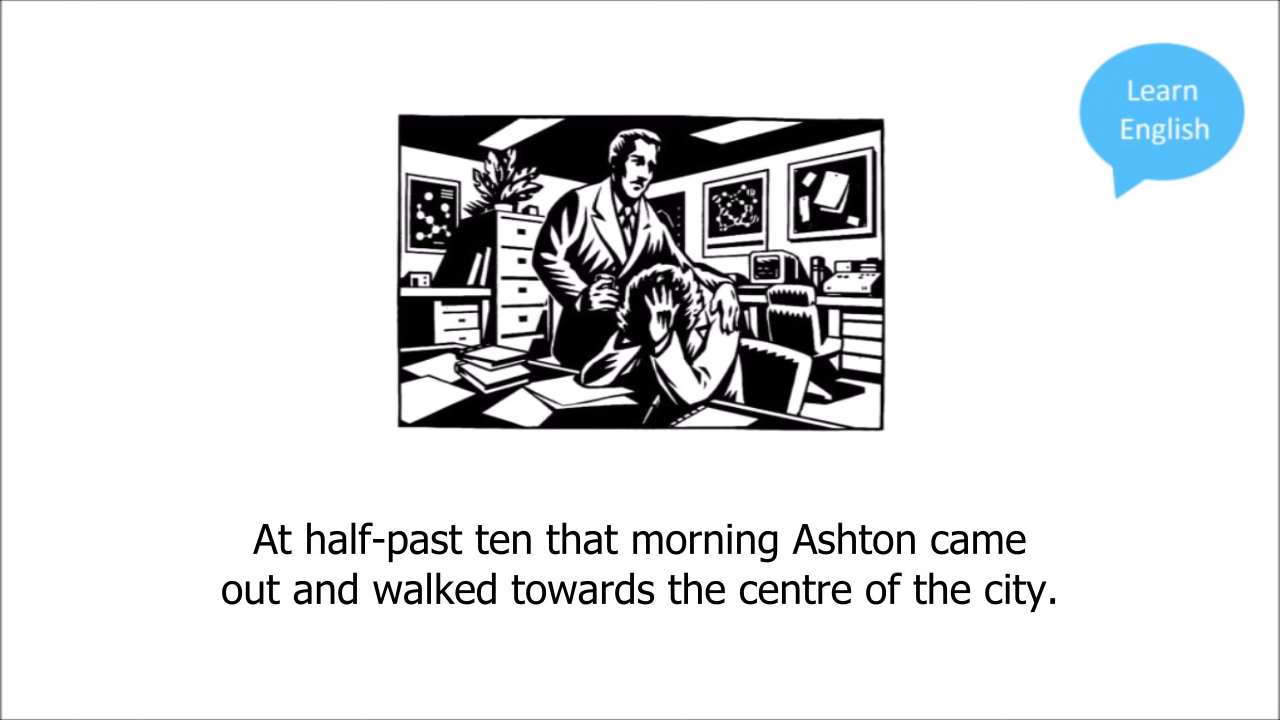 Learn
English
At half-past ten that morning Ashton came
out and walked towards the centre of the city.